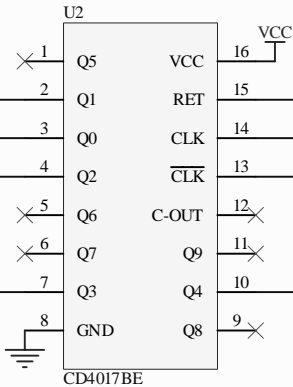 U2
VCC
1 Q5 VCC 16
2 Q1 RET 15
3 Q0 CLK 14
4 Q2 CLK 13
5 Q6 C-OUT 12
6 Q7 Q9 11
7 Q3 Q4 10
8 GND Q8 9
CD4017BE